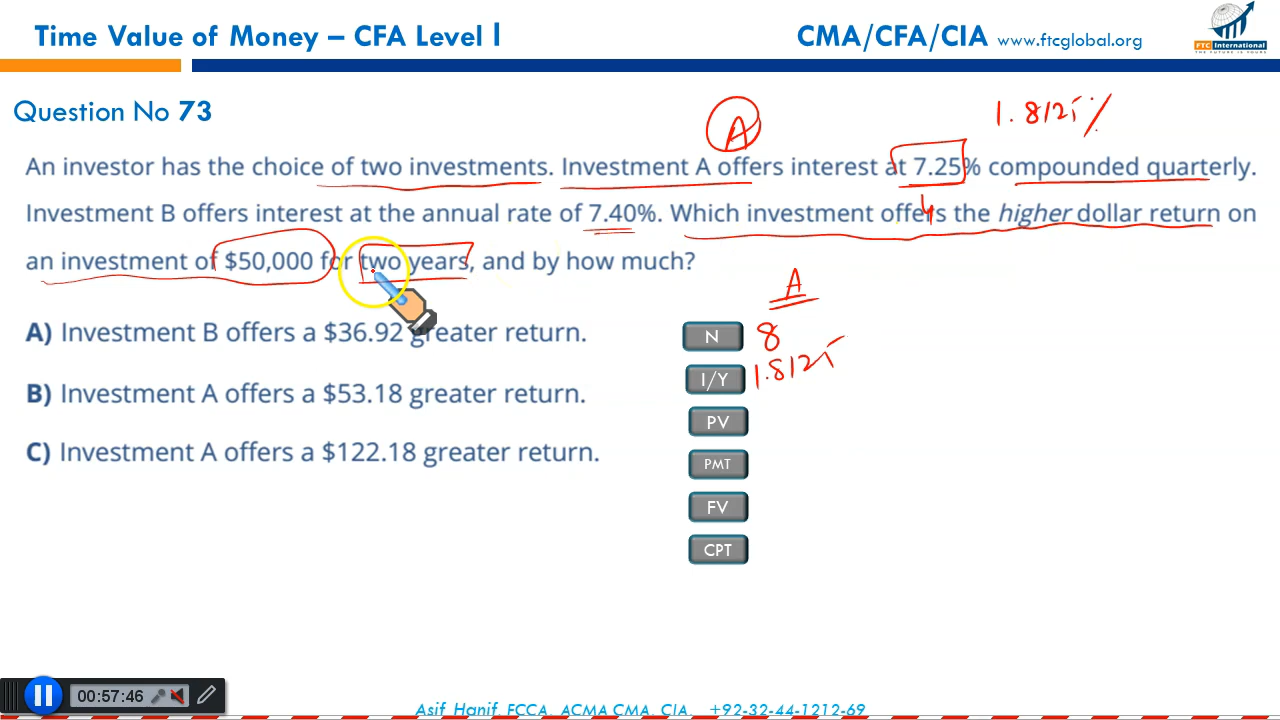 Time Value of Money – CFA Level I
CMA/CFA/CIA www.ftcglobal.org
FTC International
THE FUTURE IS YOURS
Question No 73
1.8125%
A
An investor has the choice of two investments. Investment A offers interest at 7.25% compounded quarterly.
4
Investment B offers interest at the annual rate of 7.40%. Which investment offers the higher dollar return on
an investment of $50,000 for two years, and by how much?
A
A) Investment B offers a $36.92 greater return.
N 8
I/Y 1.8125
B) Investment A offers a $53.18 greater return.
PV
C) Investment A offers a $122.18 greater return.
PMT
FV
CPT
00:57:46
Asif Hanif, FCCA, ACMA CMA, CIA, +92-32-44-1212-69